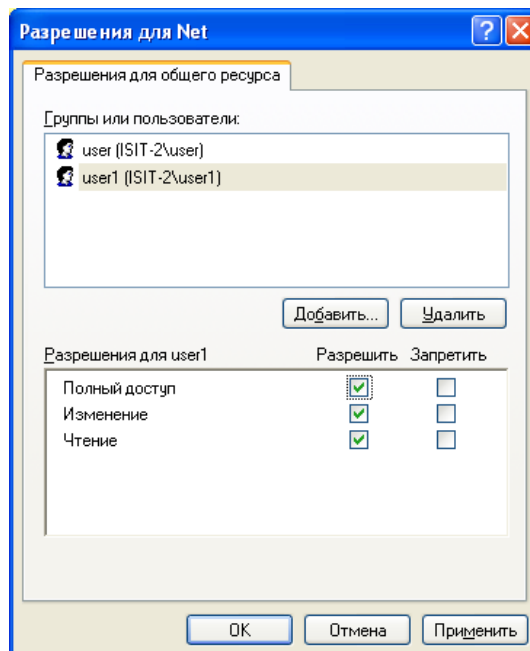 Разрешения для Net
Разрешения для общего ресурса
Группы или пользователи:
user (ISIT-2\user)
user1 (ISIT-2\user1)
Добавить... Удалить
Разрешения для user1 Разрешить Запретить
Полный доступ
Изменение
Чтение
OK Отмена Применить